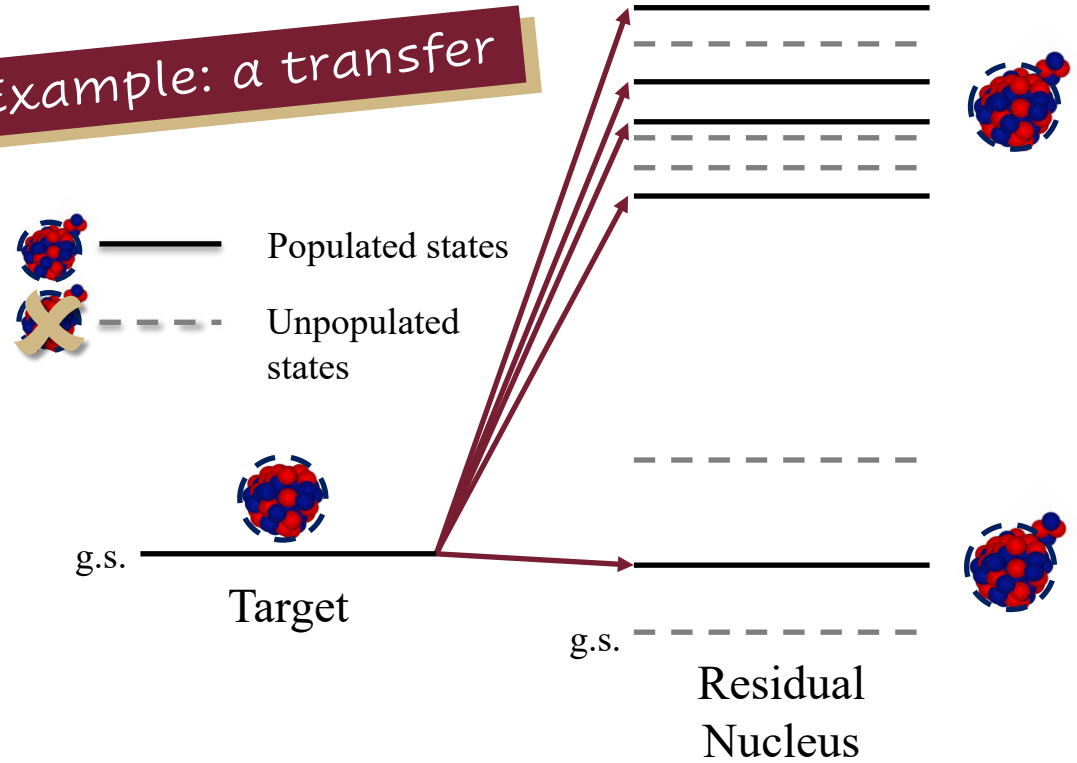 Example: α transfer
Populated states
Unpopulated
states
g.s.
Target
g.s.
Residual
Nucleus